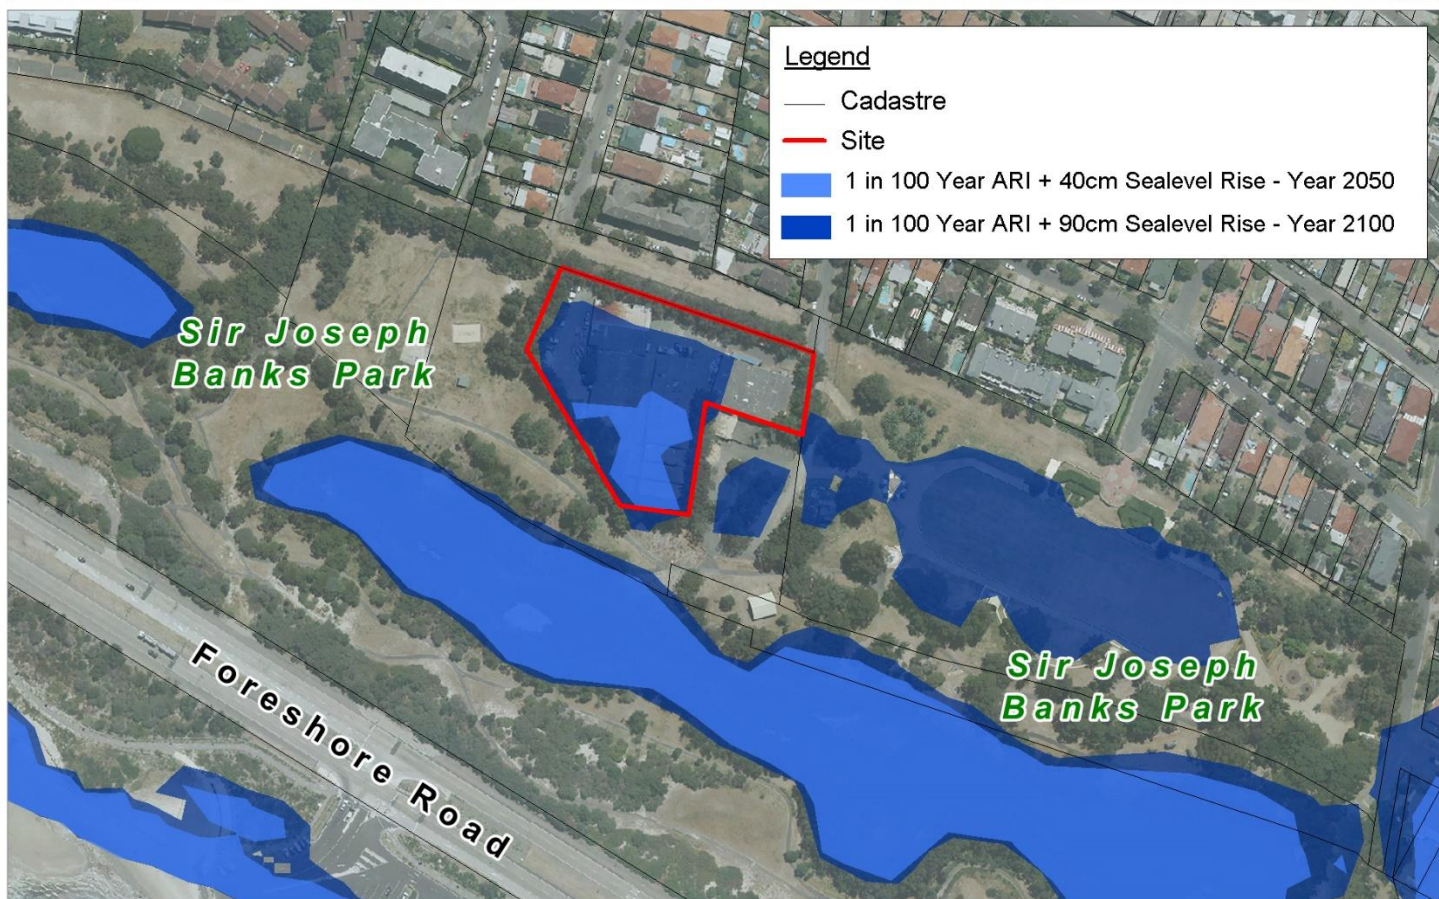 Legend
Cadastre
Site
1 in 100 Year ARI + 40cm Sealevel Rise - Year 2050
1 in 100 Year ARI + 90cm Sealevel Rise - Year 2100
Sir Joseph
Banks Park
Sir Joseph
Banks Park
Foreshore Road